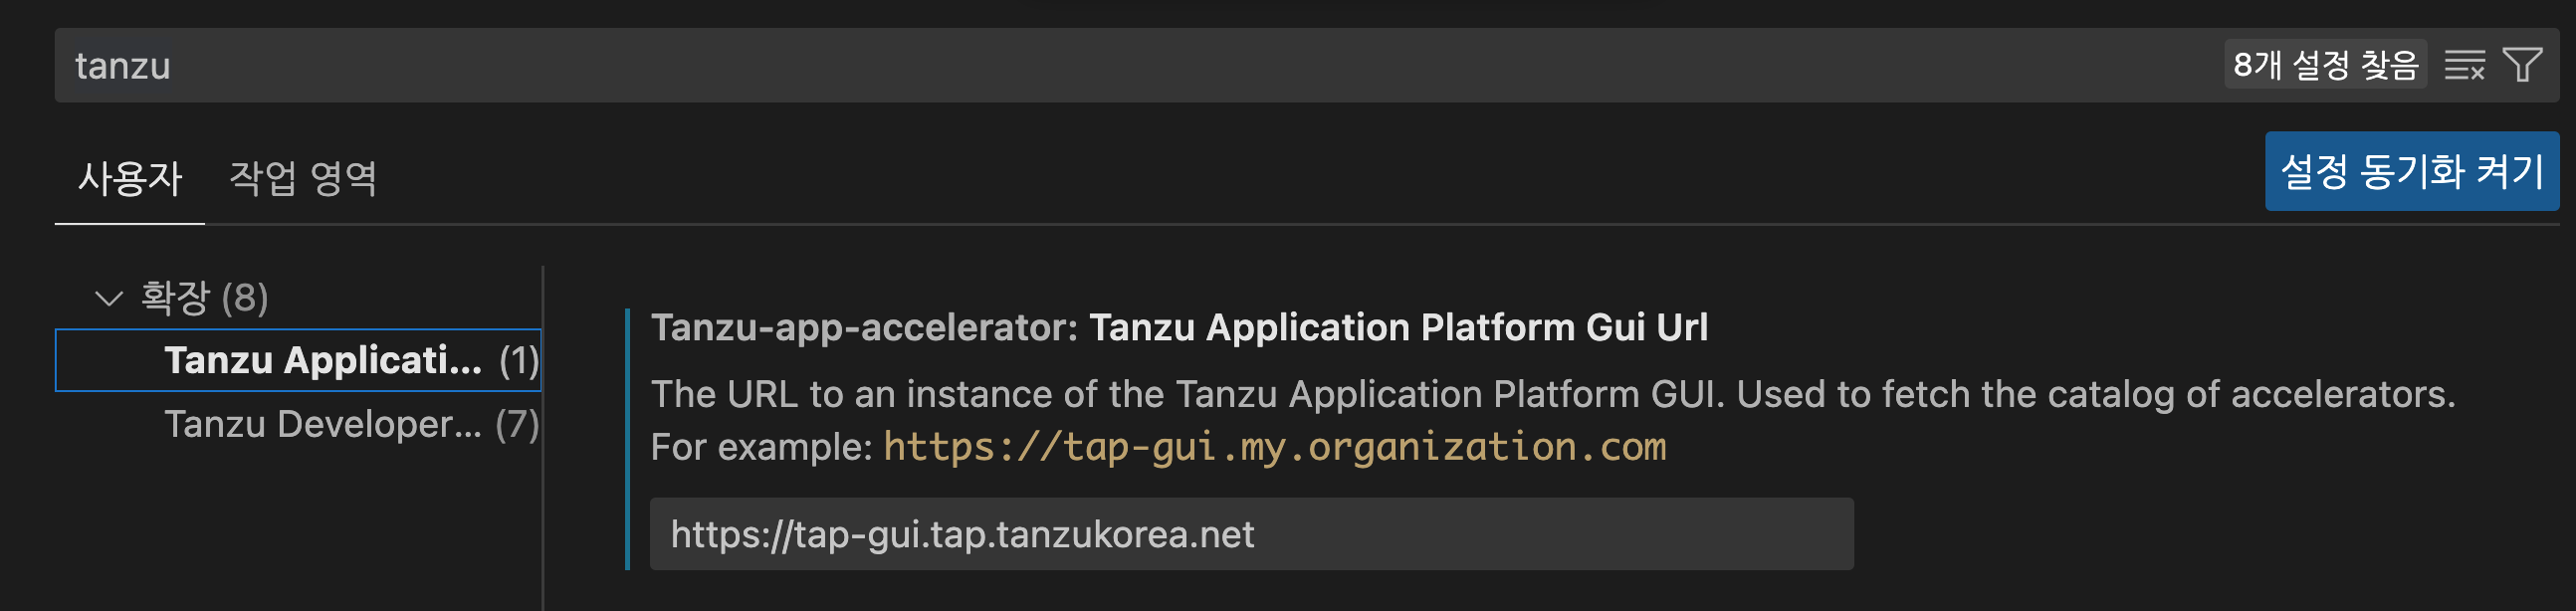 tanzu
8개 설정 찾음
사용자
작업 영역
설정 동기화 켜기
확장 (8)
Tanzu Applicati... (1)
Tanzu Developer... (7)
Tanzu-app-accelerator: Tanzu Application Platform Gui Url
The URL to an instance of the Tanzu Application Platform GUI. Used to fetch the catalog of accelerators.
For example: https://tap-gui.my.organization.com
https://tap-gui.tap.tanzukorea.net